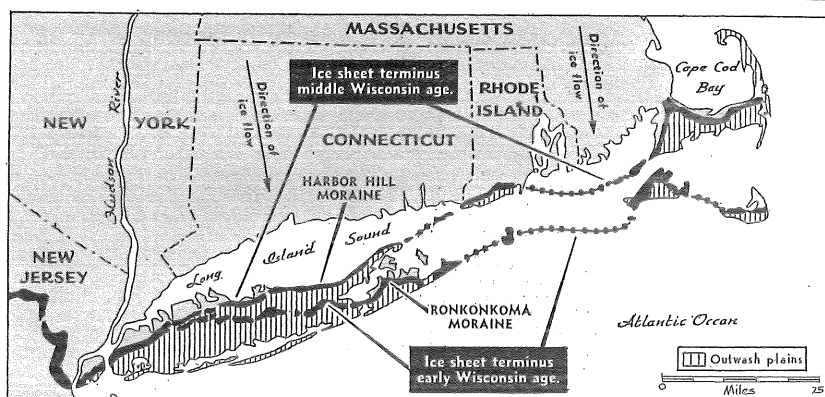 MASSACHUSETTS
Ice sheet terminus
middle Wisconsin age.
Direction of
ice flow
Cape Cod
Bay
RHODE
ISLAND
Direction of
ice flow
NEW YORK
Hudson River
CONNECTICUT
HARBOR HILL
MORAINE
NEW
JERSEY
Long Island Sound
RONKONKOMA
MORAINE
Atlantic Ocean
Ice sheet terminus
early Wisconsin age.
Outwash plains
0 25
Miles